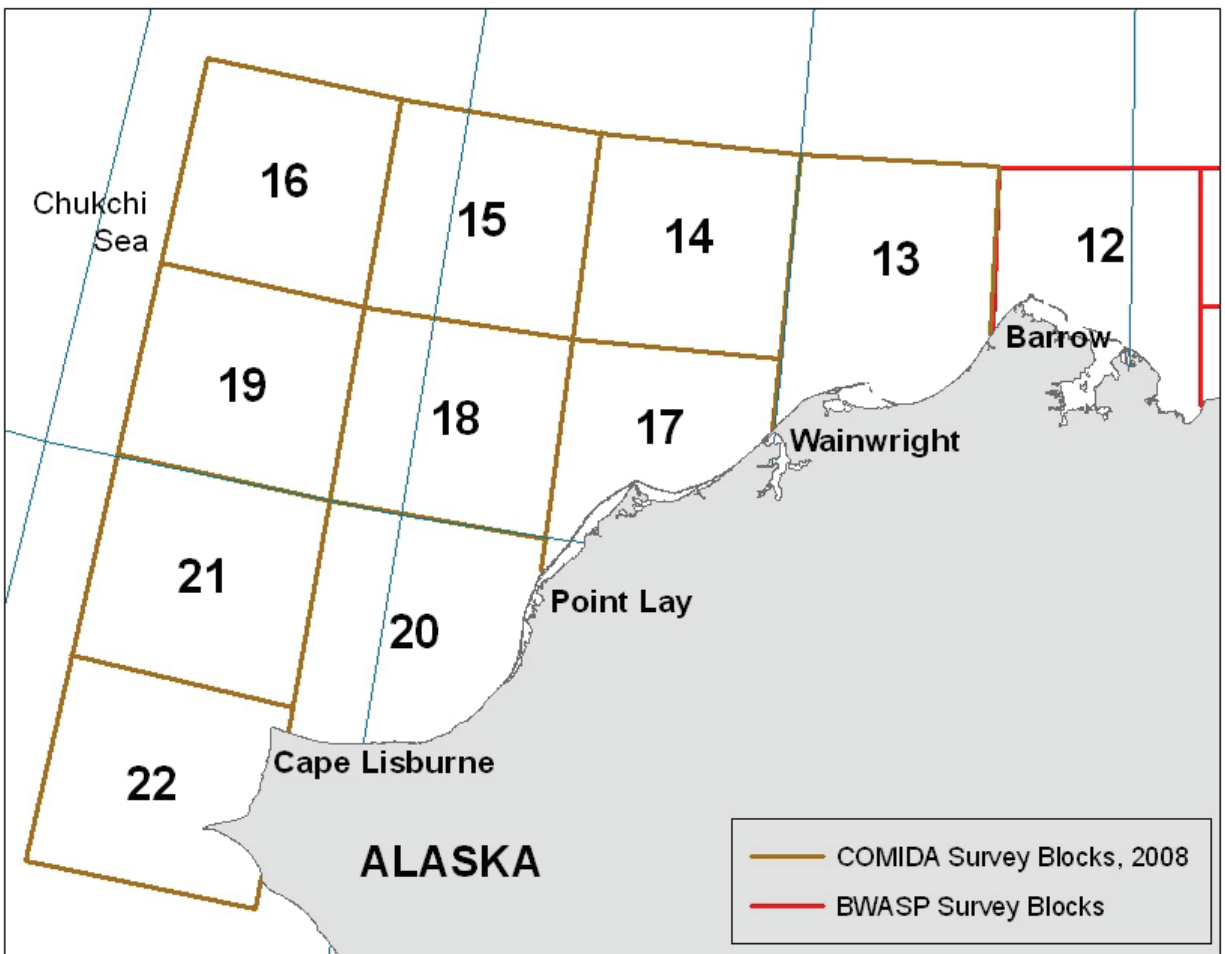 16
Chukchi
Sea
15
14
13
12
Barrow
19
18
17
Wainwright
21
20
Point Lay
22
Cape Lisburne
ALASKA
COMIDA Survey Blocks, 2008
BWASP Survey Blocks